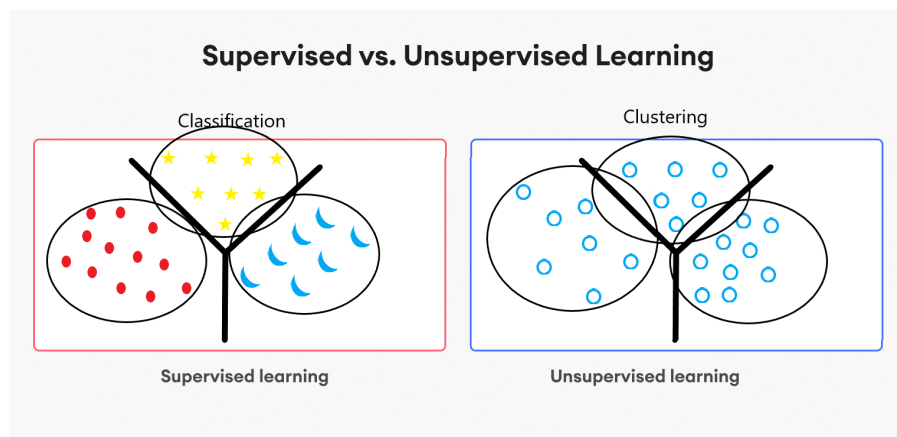 Supervised vs. Unsupervised Learning
Classification
Clustering
Supervised learning
Unsupervised learning